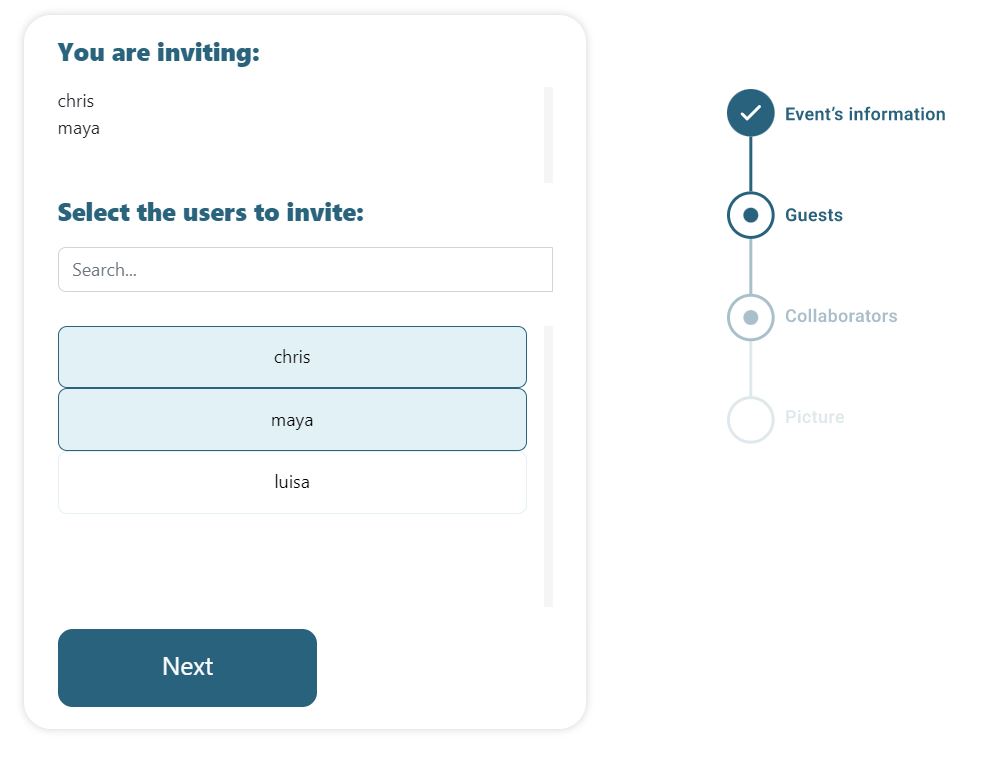 You are inviting:
chris
maya
Select the users to invite:
Search...
chris
maya
luisa
Next
Event’s information
Guests
Collaborators
Picture